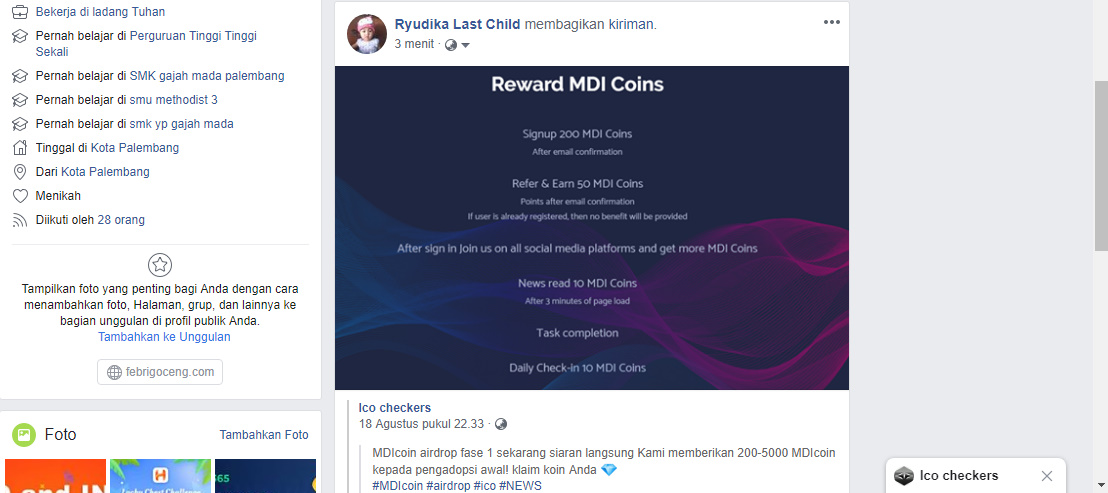 Bekerja di ladang Tuhan
Pernah belajar di Perguruan Tinggi Tinggi
Sekali
Pernah belajar di SMK gajah mada palembang
Pernah belajar di smu methodist 3
Pernah belajar di smk yp gajah mada
Tinggal di Kota Palembang
Dari Kota Palembang
Menikah
Diikuti oleh 28 orang
Tampilkan foto yang penting bagi Anda dengan cara
menambahkan foto, Halaman, grup, dan lainnya ke
bagian unggulan di profil publik Anda.
Tambahkan ke Unggulan
febrigoceng.com
Foto
Tambahkan Foto
Ryudika Last Child membagikan kiriman.
3 menit ·
Reward MDI Coins
Signup 200 MDI Coins
After email confirmation
Refer & Earn 50 MDI Coins
Points after email confirmation
If user is already registered, then no benefit will be provided
After sign in Join us on all social media platforms and get more MDI Coins
News read 10 MDI Coins
After 3 minutes of page load
Task completion
Daily Check-in 10 MDI Coins
Ico checkers
18 Agustus pukul 22.33 ·
MDIcoin airdrop fase 1 sekarang siaran langsung Kami memberikan 200-5000 MDIcoin
kepada pengadopsi awal! klaim koin Anda 💎
#MDIcoin #airdrop #ico #NEWS
Ico checkers